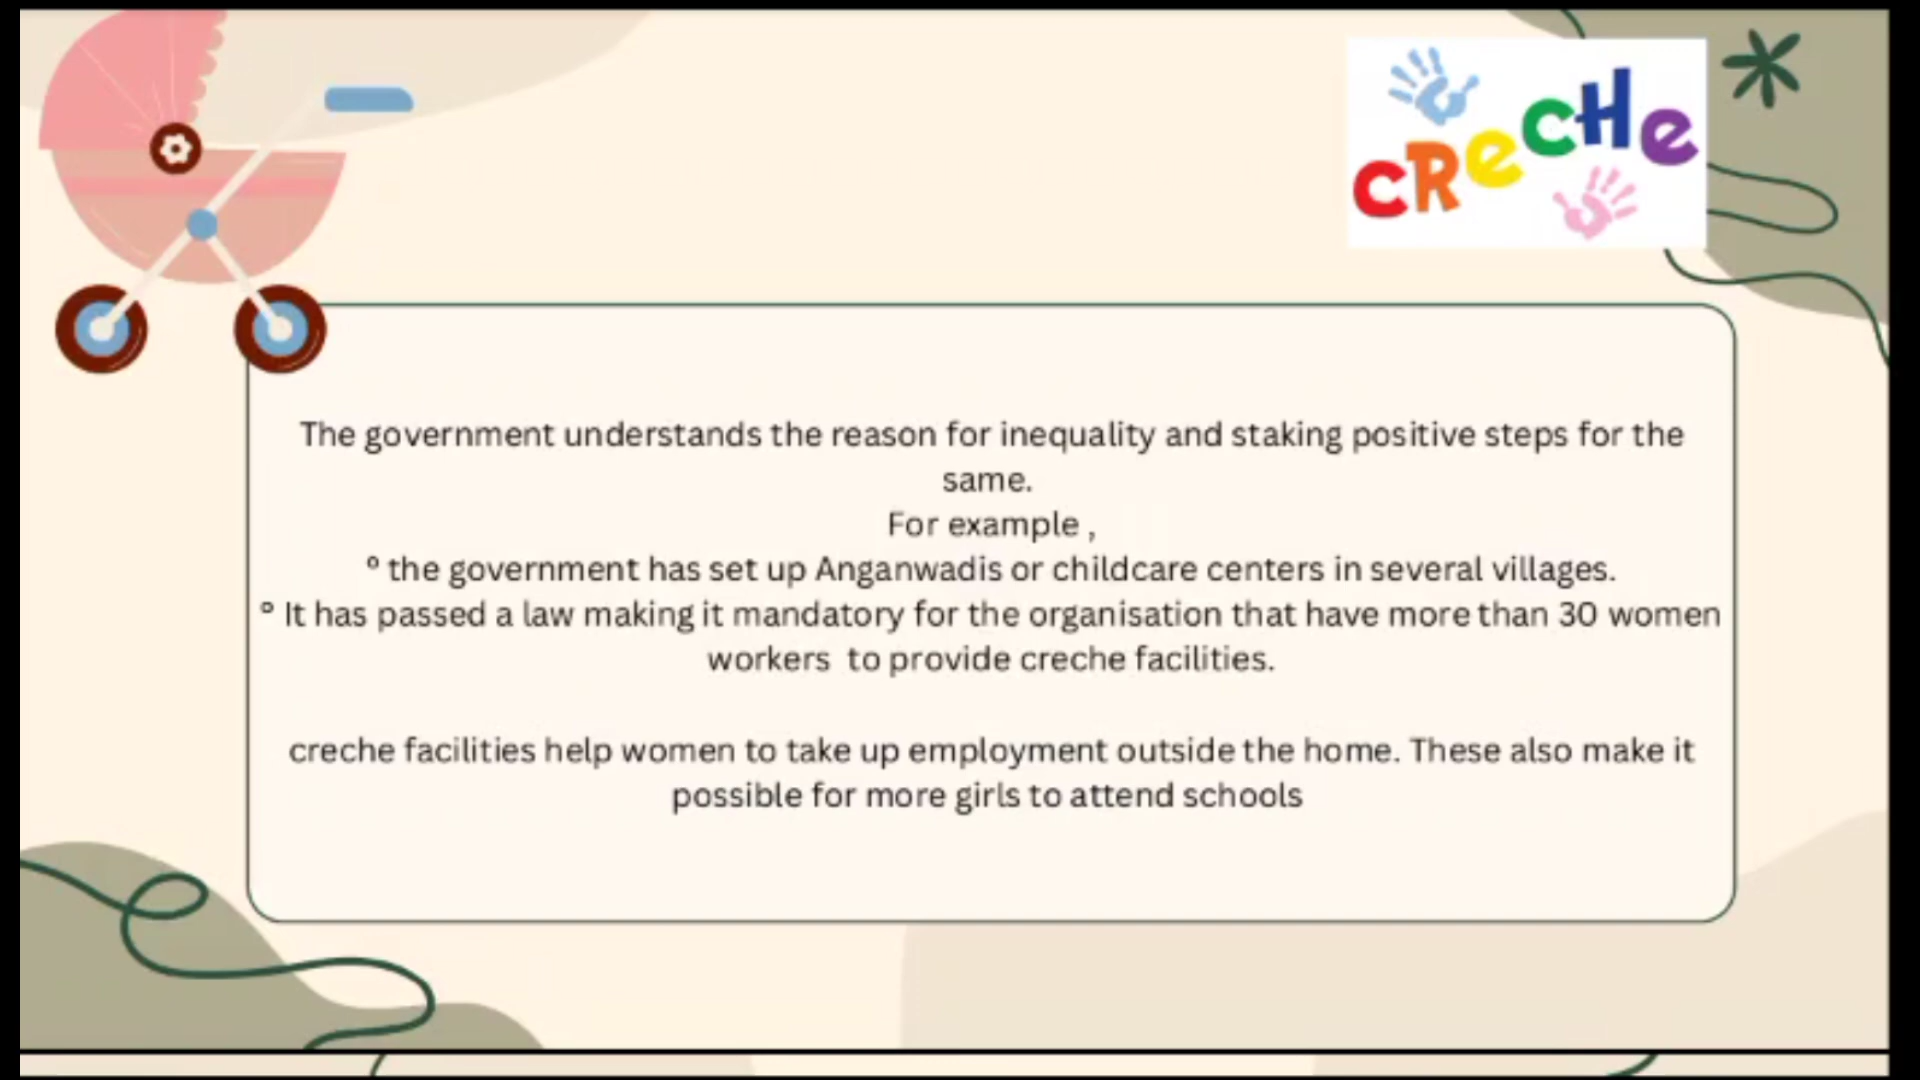 CReCHe
The government understands the reason for inequality and staking positive steps for the
same.
For example ,
º the government has set up Anganwadis or childcare centers in several villages.
º It has passed a law making it mandatory for the organisation that have more than 30 women
workers  to provide creche facilities.
creche facilities help women to take up employment outside the home. These also make it
possible for more girls to attend schools